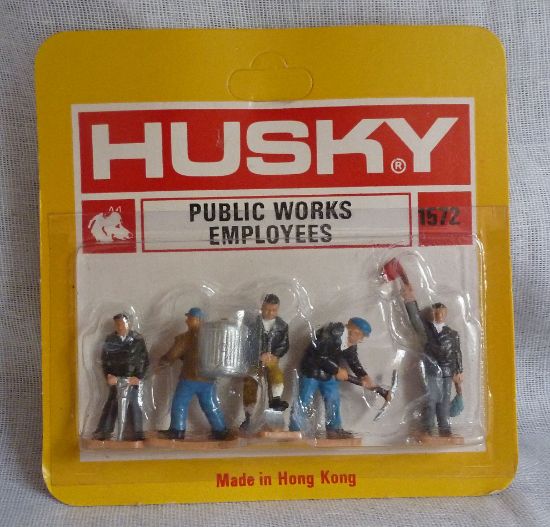 HUSKY®
PUBLIC WORKS 1572
EMPLOYEES
Made in Hong Kong